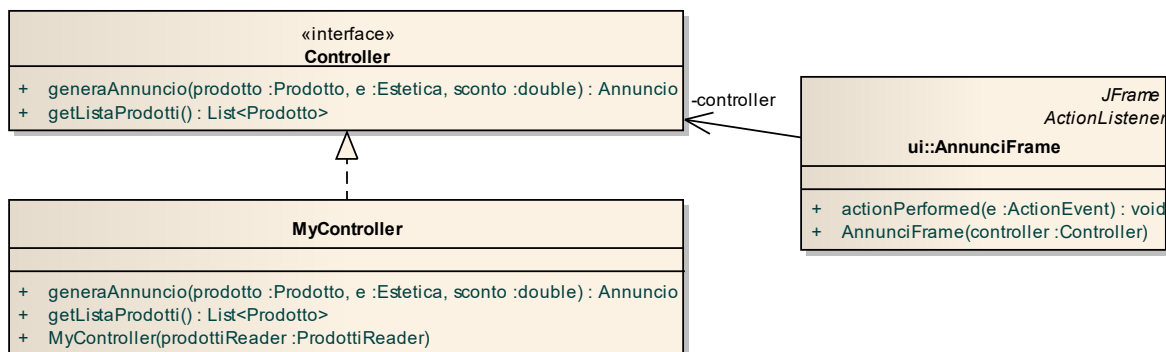 «interface»
Controller
+ generaAnnuncio(prodotto :Prodotto, e :Estetica, sconto :double) : Annuncio
+ getListaProdotti() : List<Prodotto>
-controller
JFrame
ActionListener
ui::AnnunciFrame
+ actionPerformed(e :ActionEvent) : void
+ AnnunciFrame(controller :Controller)
MyController
+ generaAnnuncio(prodotto :Prodotto, e :Estetica, sconto :double) : Annuncio
+ getListaProdotti() : List<Prodotto>
+ MyController(prodottiReader :ProdottiReader)